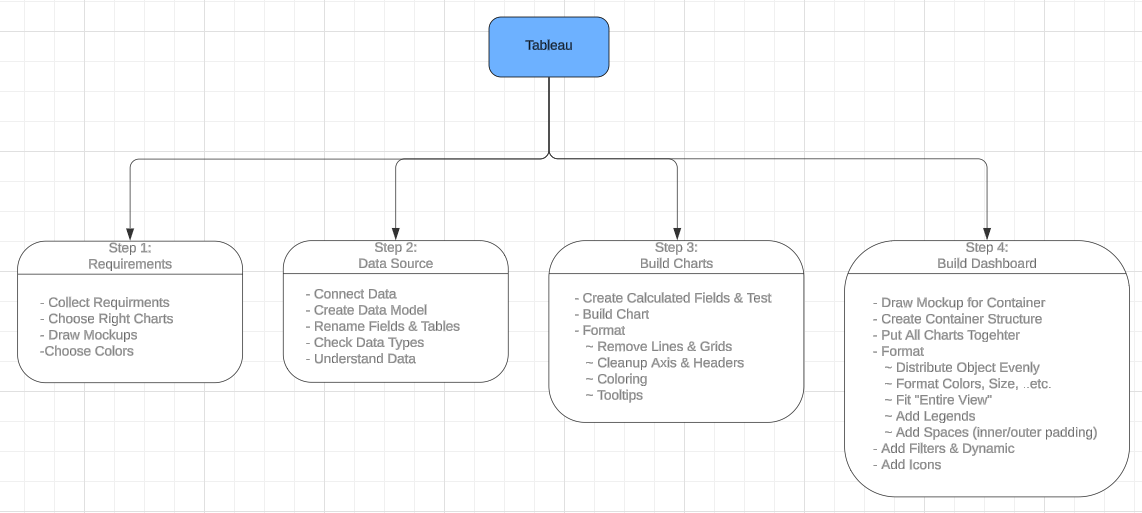 Tableau
Step 1:
Requirements
- Collect Requirments
- Choose Right Charts
- Draw Mockups
-Choose Colors
Step 2:
Data Source
- Connect Data
- Create Data Model
- Rename Fields & Tables
- Check Data Types
- Understand Data
Step 3:
Build Charts
- Create Calculated Fields & Test
- Build Chart
- Format
~ Remove Lines & Grids
~ Cleanup Axis & Headers
~ Coloring
~ Tooltips
Step 4:
Build Dashboard
- Draw Mockup for Container
- Create Container Structure
- Put All Charts Togehter
- Format
~ Distribute Object Evenly
~ Format Colors, Size, ..etc.
~ Fit "Entire View"
~ Add Legends
~ Add Spaces (inner/outer padding)
- Add Filters & Dynamic
- Add Icons